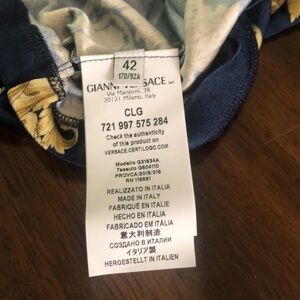 42
170/92A
GIANNI VERSACE
Via Manzoni, 38
20121 Milano, Italy
CLG
721 997 575 284
Check the authenticity
of this product on
VERSACE.CERTILOGO.COM
Modello G31834A
Tessuto G604110
PROVCA/2018/318
RN 115651
REALIZZATO IN ITALIA
MADE IN ITALY
FABRIQUÉ EN ITALIE
HECHO EN ITALIA
FABRICADO EM ITÁLIA
意大利制造
СОЗДАНО В ИТАЛИИ
イタリア製
HERGESTELLT IN ITALIEN